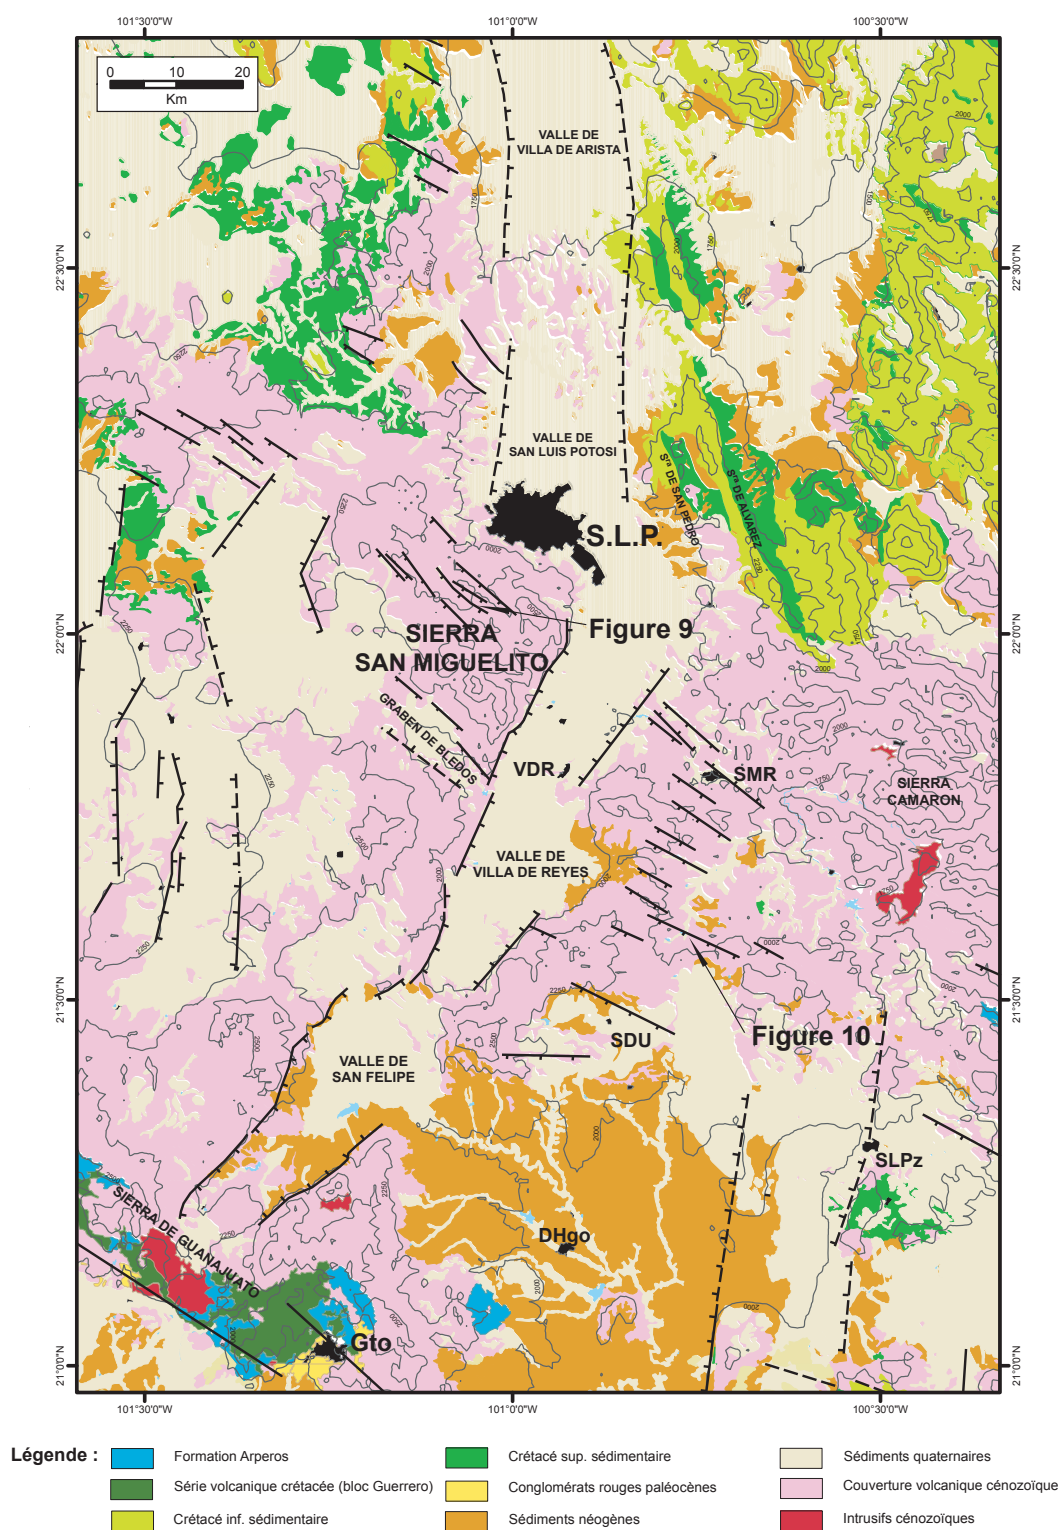 101°30'0"W
101°0'0"W
100°30'0"W
0 10 20
Km
VALLE DE
VILLA DE ARISTA
22°30'0"N
22°30'0"N
VALLE DE
SAN LUIS POTOSI
Sra DE SAN PEDRO
Sra DE ALVAREZ
S.L.P.
Figure 9
22°0'0"N
22°0'0"N
SIERRA
SAN MIGUELITO
GRABEN DE BLEDOS
VDR
SMR
SIERRA
CAMARON
VALLE DE
VILLA DE REYES
21°30'0"N
21°30'0"N
SDU
Figure 10
VALLE DE
SAN FELIPE
SLPz
SIERRA DE GUANAJUATO
DHgo
Gto
21°0'0"N
21°0'0"N
101°30'0"W
101°0'0"W
100°30'0"W
Légende :
Formation Arperos
Série volcanique crétacée (bloc Guerrero)
Crétacé inf. sédimentaire
Crétacé sup. sédimentaire
Conglomérats rouges paléocènes
Sédiments néogènes
Sédiments quaternaires
Couverture volcanique cénozoïque
Intrusifs cénozoïques